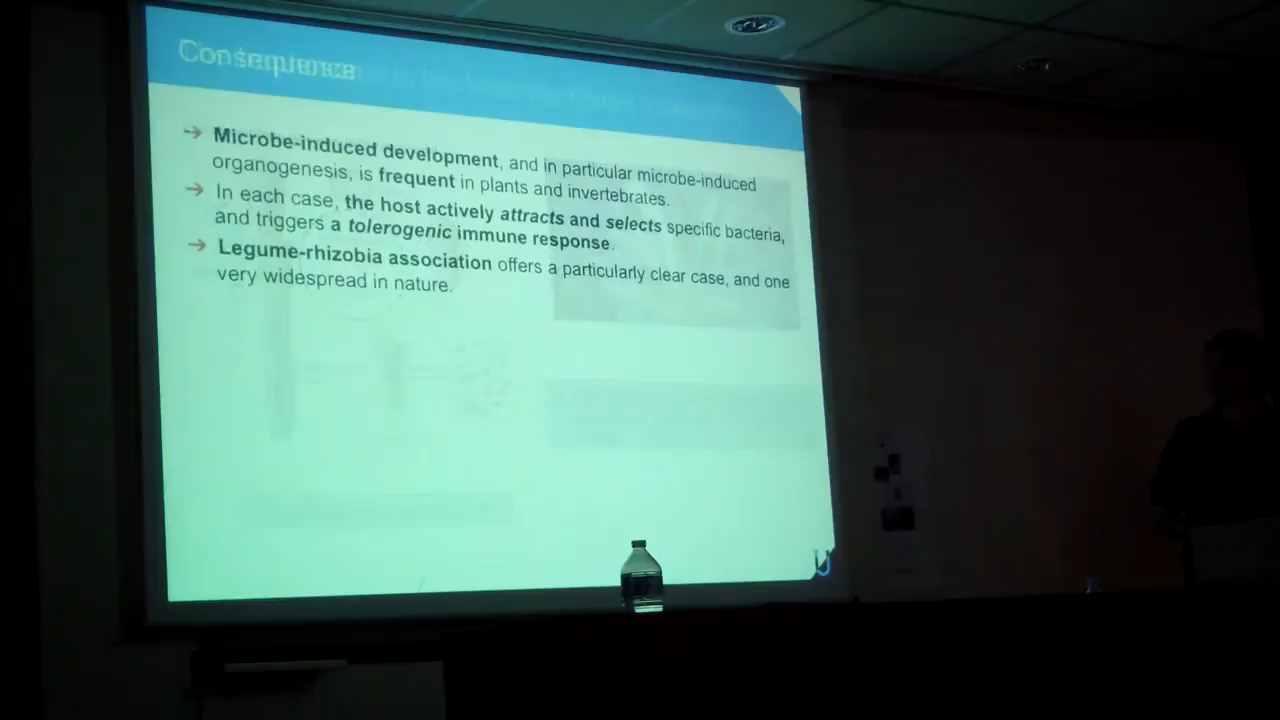 Consequence
→ Microbe-induced development, and in particular microbe-induced
organogenesis, is frequent in plants and invertebrates.
→ In each case, the host actively attracts and selects specific bacteria,
and triggers a tolerogenic immune response.
→ Legume-rhizobia association offers a particularly clear case, and one
very widespread in nature.